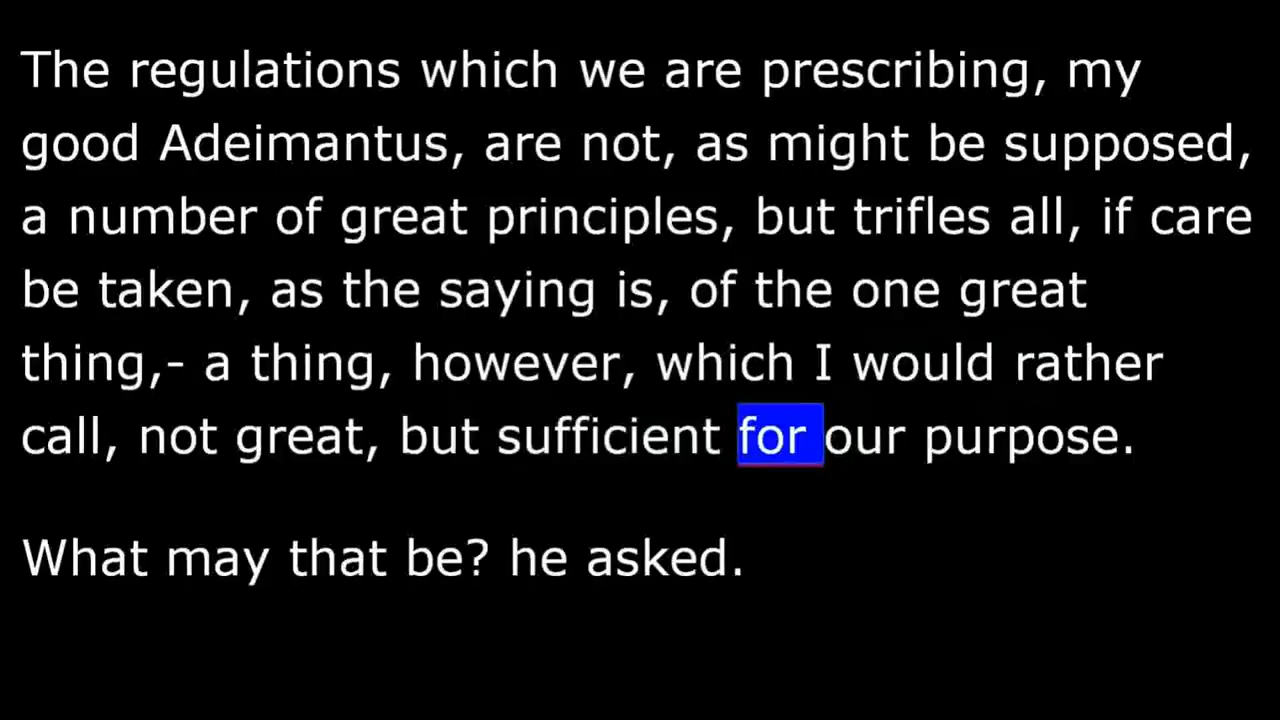 The regulations which we are prescribing, my
good Adeimantus, are not, as might be supposed,
a number of great principles, but trifles all, if care
be taken, as the saying is, of the one great
thing,- a thing, however, which I would rather
call, not great, but sufficient for our purpose.
What may that be? he asked.